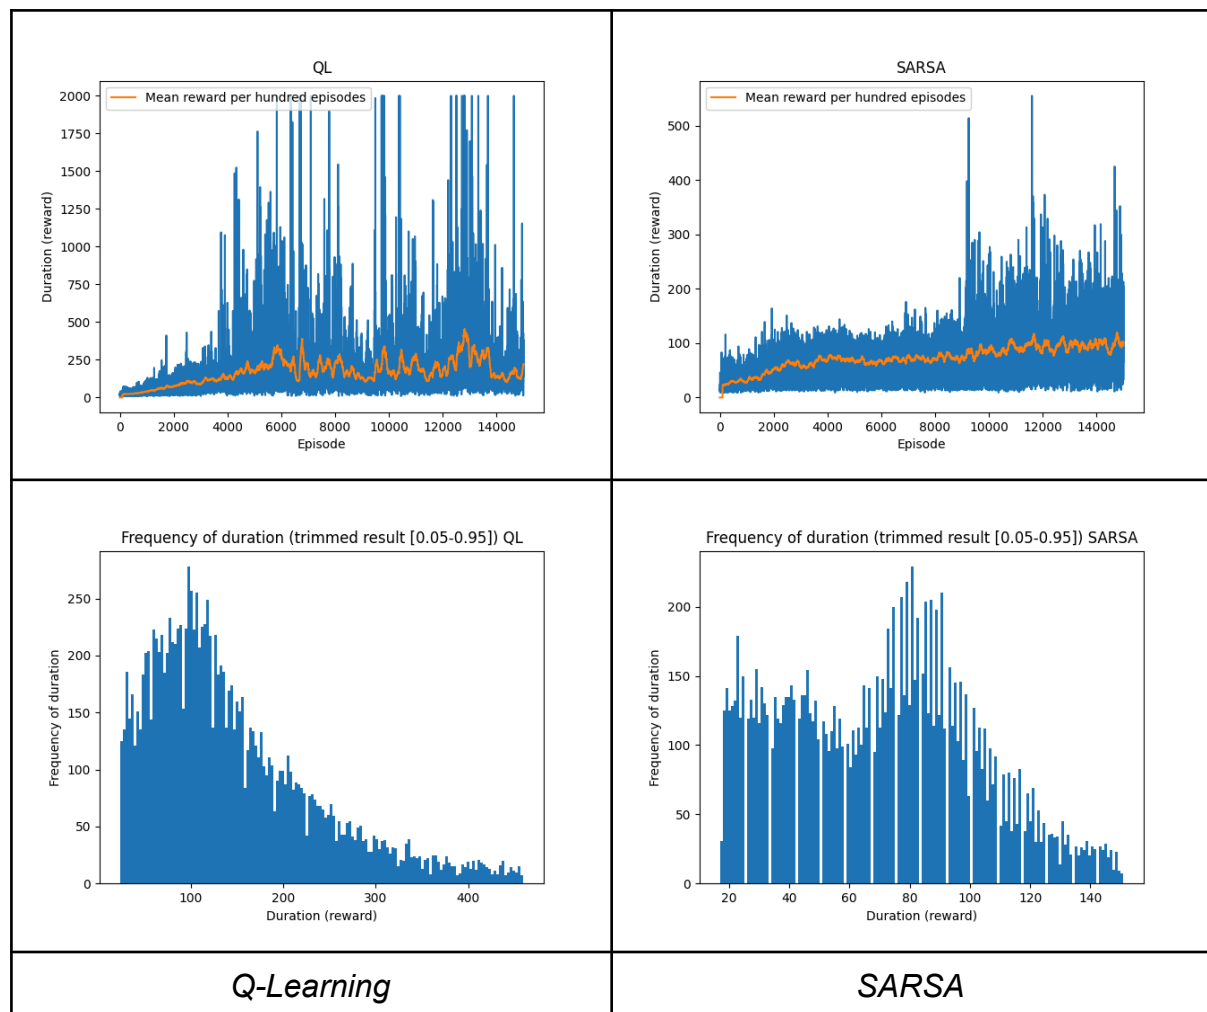 QL
Mean reward per hundred episodes
Duration (reward)
2000
1750
1500
1250
1000
750
500
250
0
0 2000 4000 6000 8000 10000 12000 14000
Episode
SARSA
Mean reward per hundred episodes
Duration (reward)
500
400
300
200
100
0
0 2000 4000 6000 8000 10000 12000 14000
Episode
Frequency of duration (trimmed result [0.05-0.95]) QL
Frequency of duration
250
200
150
100
50
0
100 200 300 400
Duration (reward)
Frequency of duration (trimmed result [0.05-0.95]) SARSA
Frequency of duration
200
150
100
50
0
20 40 60 80 100 120 140
Duration (reward)
Q-Learning
SARSA